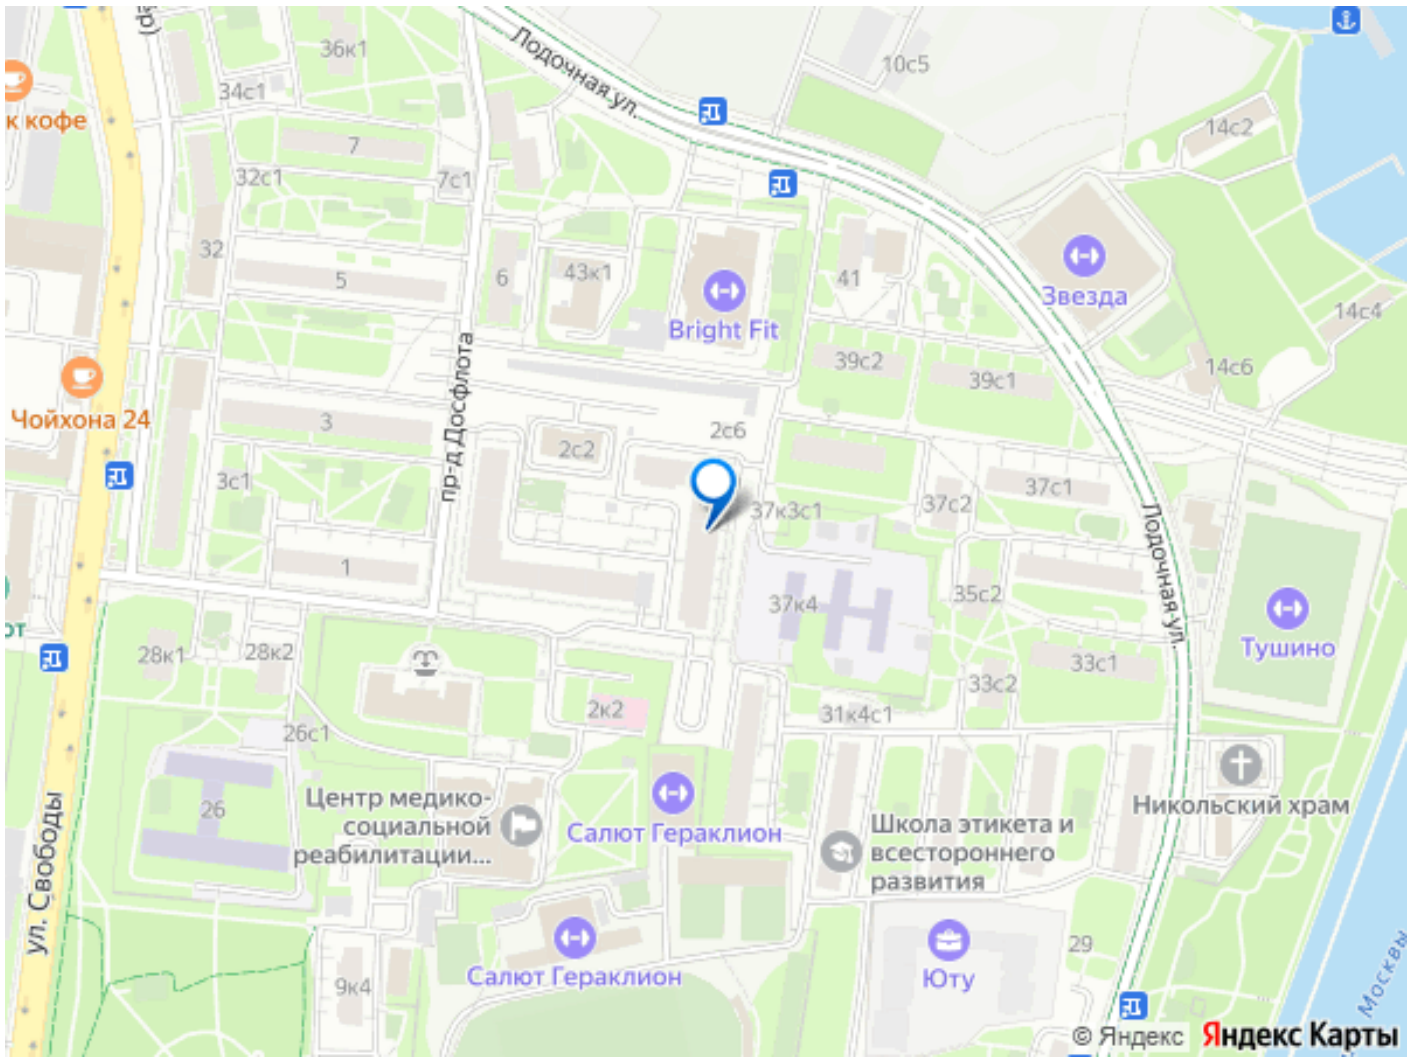 36к1
34с1
к кофе
Лодочная ул.
10с5
14с2
7
7с1
32с1
32
5
6
43к1
Bright Fit
41
Звезда
14с4
14с6
39с2
39с1
Чойхона 24
3
пр-д Досфлота
2с6
2с2
3с1
37с2
37с1
37к3с1
Лодочная ул.
1
37к4
35с2
Тушино
28к1
28к2
33с1
33с2
2к2
31к4с1
26с1
26
Центр медико-
социальной
реабилитации...
Салют Гераклион
Школа этикета и
всестороннего
развития
Никольский храм
ул. Свободы
Салют Гераклион
9к4
Юту
29
Москвы
© Яндекс
Яндекс Карты